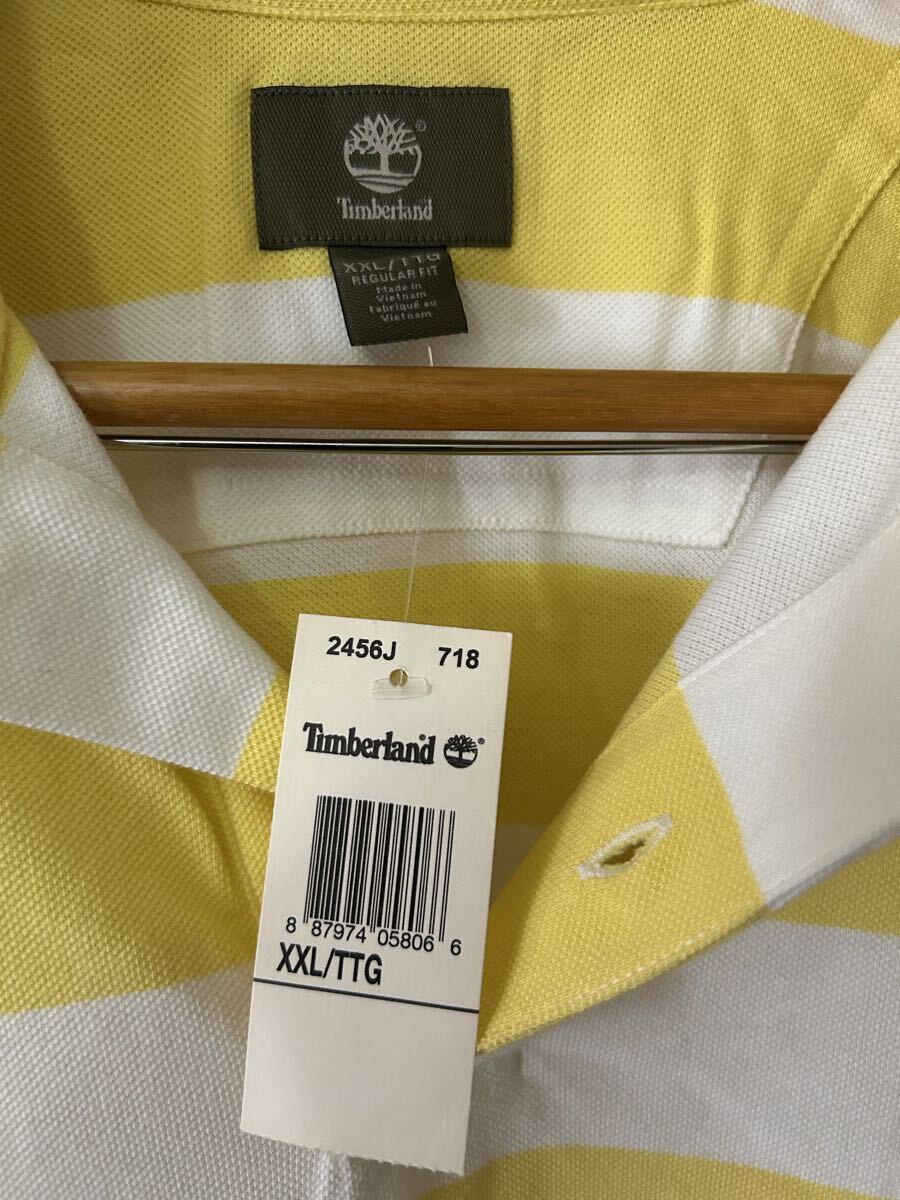 Timberland
XXL/TTG
REGULAR FIT
Made in
Vietnam
Fabriqué au
Vietnam
2456J 718
Timberland
8 87974 05806 6
XXL/TTG